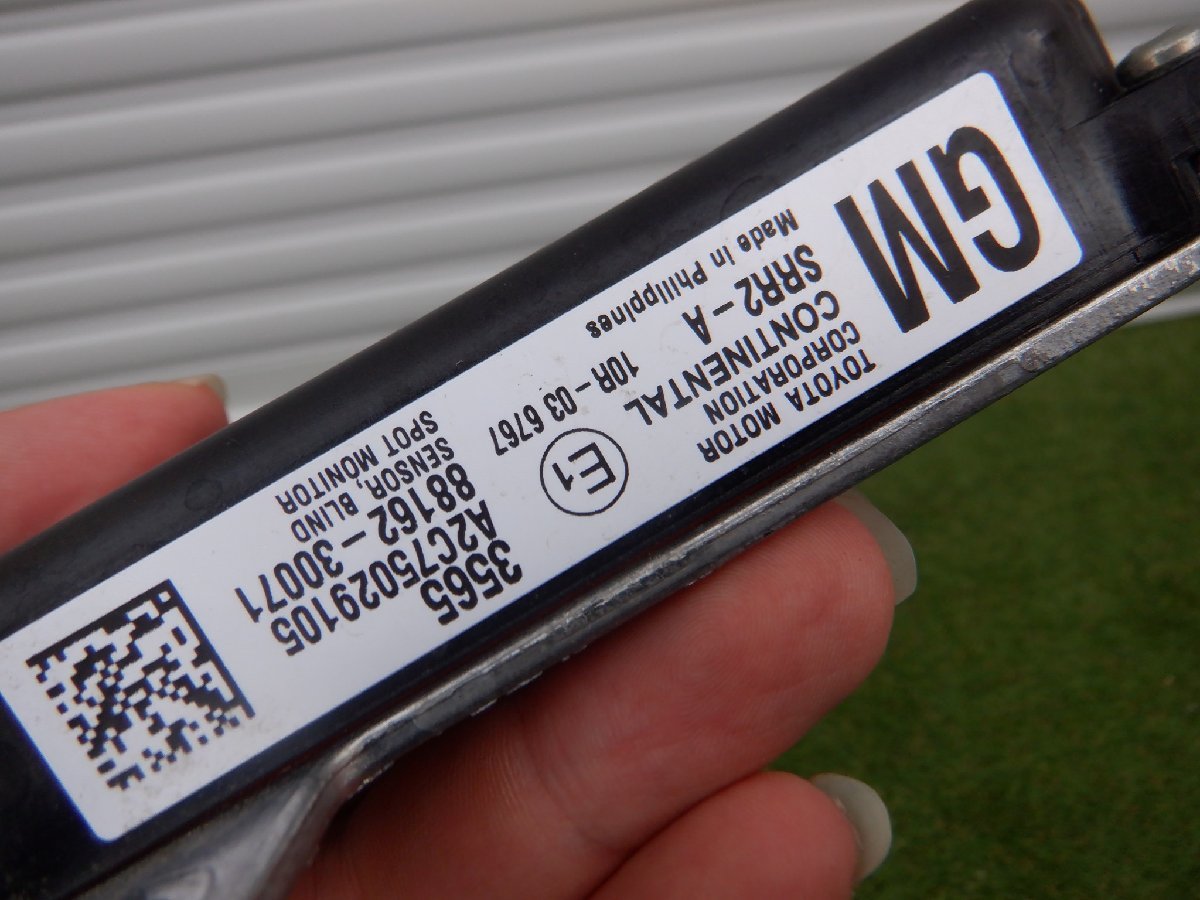 GM
TOYOTA MOTOR
CORPORATION
CONTINENTAL
SRR2-A
Made in Philippines
E1
10R-03 6767
3565
A2C75029105
88162-30071
SENSOR, BLIND
SPOT MONITOR